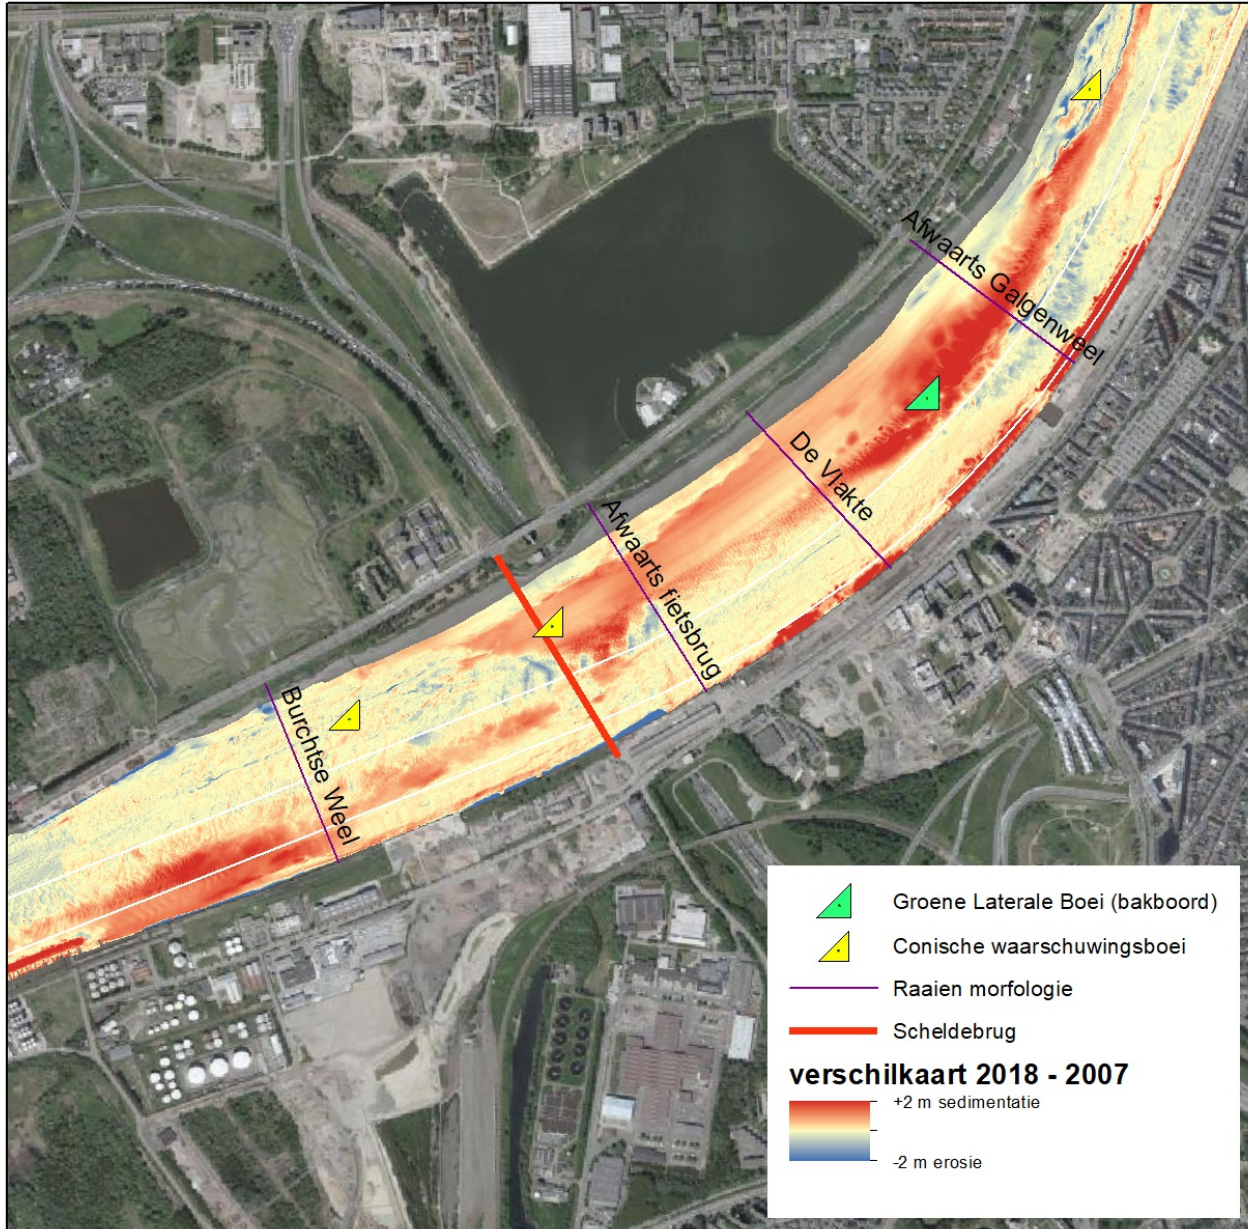 Afwaarts Galgenweel
De Vlakte
Afwaarts fietsbrug
Burchtse Weel
Groene Laterale Boei (bakboord)
Conische waarschuwingsboei
Raaien morfologie
Scheldebrug
verschilkaart 2018 - 2007
+2 m sedimentatie
-2 m erosie